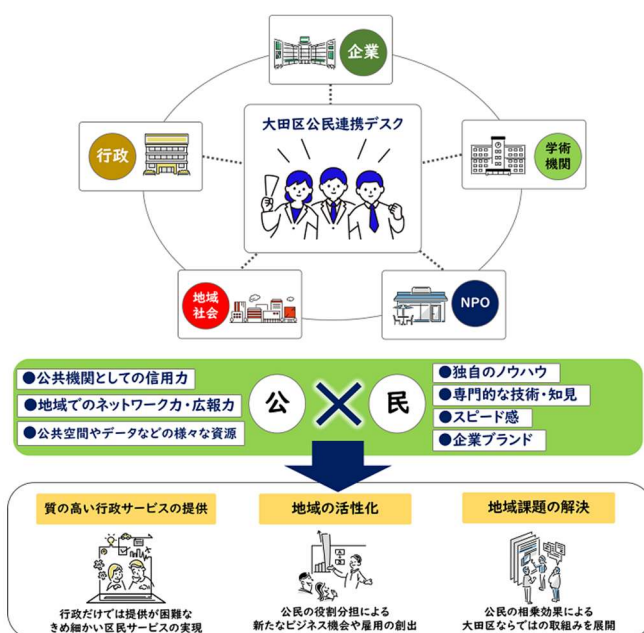 企業
大田区公民連携デスク
行政
学術
機関
地域
社会
NPO
●公共機関としての信用力
●地域でのネットワーク力・広報力
●公共空間やデータなどの様々な資源
公
民
●独自のノウハウ
●専門的な技術・知見
●スピード感
●企業ブランド
質の高い行政サービスの提供
行政だけでは提供が困難な
きめ細かい区民サービスの実現
地域の活性化
公民の役割分担による
新たなビジネス機会や雇用の創出
地域課題の解決
公民の相乗効果による
大田区ならではの取組みを展開